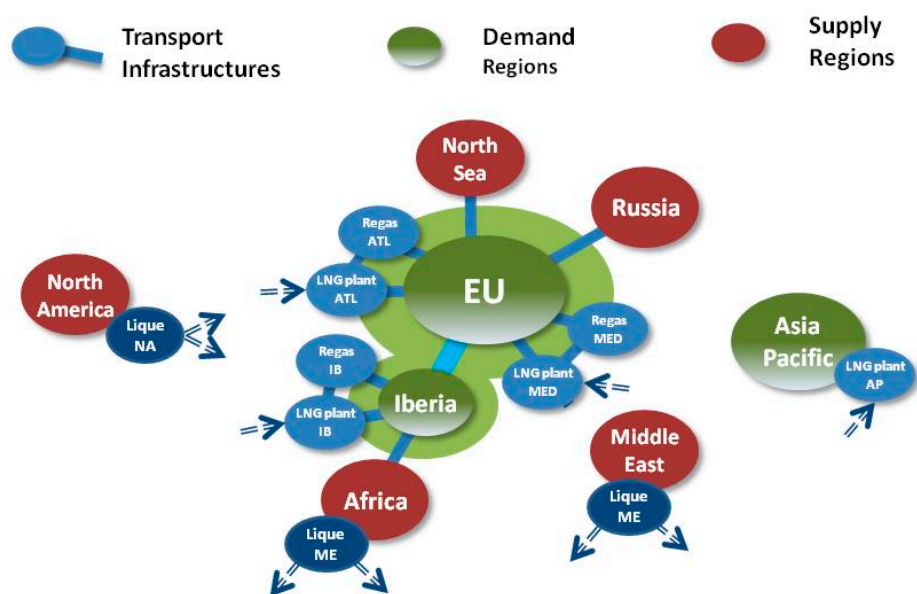 Transport
Infrastructures
Demand
Regions
Supply
Regions
North
Sea
Russia
Regas
ATL
LNG plant
ATL
EU
North
America
Lique
NA
Regas
MED
LNG plant
MED
Asia
Pacific
LNG plant
AP
Regas
IB
LNG plant
IB
Iberia
Middle
East
Lique
ME
Africa
Lique
ME